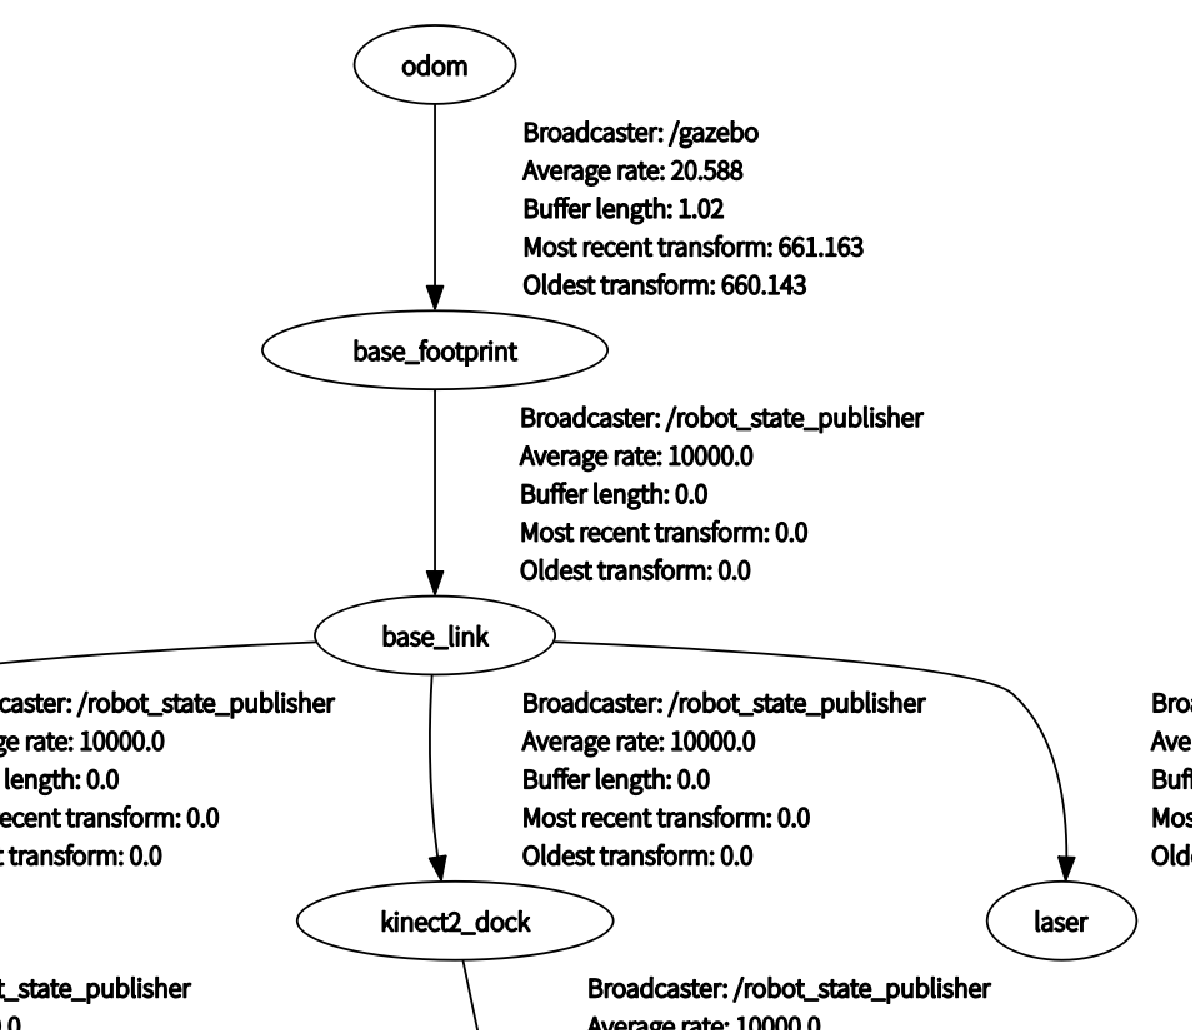 odom
Broadcaster: /gazebo
Average rate: 20.588
Buffer length: 1.02
Most recent transform: 661.163
Oldest transform: 660.143
base_footprint
Broadcaster: /robot_state_publisher
Average rate: 10000.0
Buffer length: 0.0
Most recent transform: 0.0
Oldest transform: 0.0
base_link
caster: /robot_state_publisher
ge rate: 10000.0
length: 0.0
ecent transform: 0.0
t transform: 0.0
Broadcaster: /robot_state_publisher
Average rate: 10000.0
Buffer length: 0.0
Most recent transform: 0.0
Oldest transform: 0.0
Broa
Ave
Buff
Mos
Olde
kinect2_dock
laser
t_state_publisher
0.0
Broadcaster: /robot_state_publisher
Average rate: 10000.0